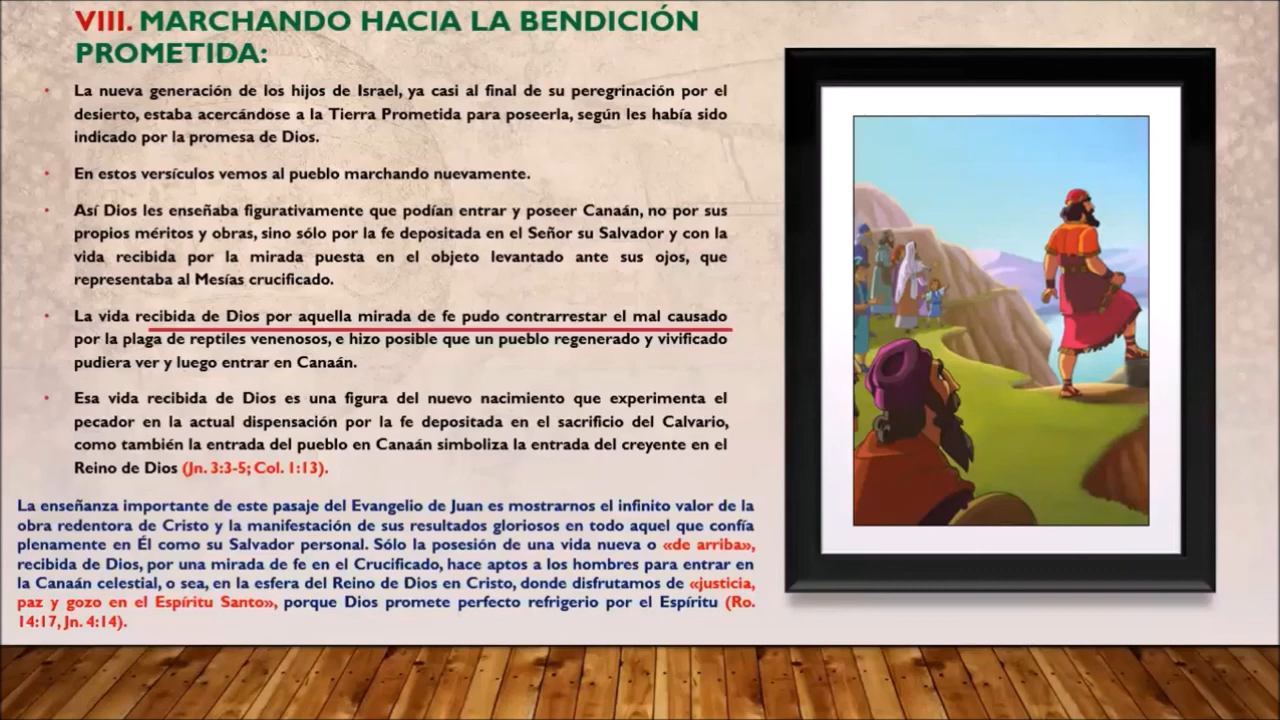 VIII. MARCHANDO HACIA LA BENDICIÓN
PROMETIDA:
• La nueva generación de los hijos de Israel, ya casi al final de su peregrinación por el
desierto, estaba acercándose a la Tierra Prometida para poseerla, según les había sido
indicado por la promesa de Dios.
• En estos versículos vemos al pueblo marchando nuevamente.
• Así Dios les enseñaba figurativamente que podían entrar y poseer Canaán, no por sus
propios méritos y obras, sino sólo por la fe depositada en el Señor su Salvador y con la
vida recibida por la mirada puesta en el objeto levantado ante sus ojos, que
representaba al Mesías crucificado.
• La vida recibida de Dios por aquella mirada de fe pudo contrarrestar el mal causado
por la plaga de reptiles venenosos, e hizo posible que un pueblo regenerado y vivificado
pudiera ver y luego entrar en Canaán.
• Esa vida recibida de Dios es una figura del nuevo nacimiento que experimenta el
pecador en la actual dispensación por la fe depositada en el sacrificio del Calvario,
como también la entrada del pueblo en Canaán simboliza la entrada del creyente en el
Reino de Dios (Jn. 3:3-5; Col. 1:13).
La enseñanza importante de este pasaje del Evangelio de Juan es mostrarnos el infinito valor de la
obra redentora de Cristo y la manifestación de sus resultados gloriosos en todo aquel que confía
plenamente en Él como su Salvador personal. Sólo la posesión de una vida nueva o «de arriba»,
recibida de Dios, por una mirada de fe en el Crucificado, hace aptos a los hombres para entrar en
la Canaán celestial, o sea, en la esfera del Reino de Dios en Cristo, donde disfrutamos de «justicia,
paz y gozo en el Espíritu Santo», porque Dios promete perfecto refrigerio por el Espíritu (Ro.
14:17, Jn. 4:14).